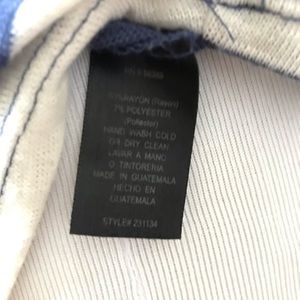 RAYON (Rayon)
POLYESTER
(Poliester)
HAND WASH COLD
OR DRY CLEAN
LAVAR A MANO
O TINTORERIA
MADE IN GUATEMALA
HECHO EN
GUATEMALA
STYLE# 231134